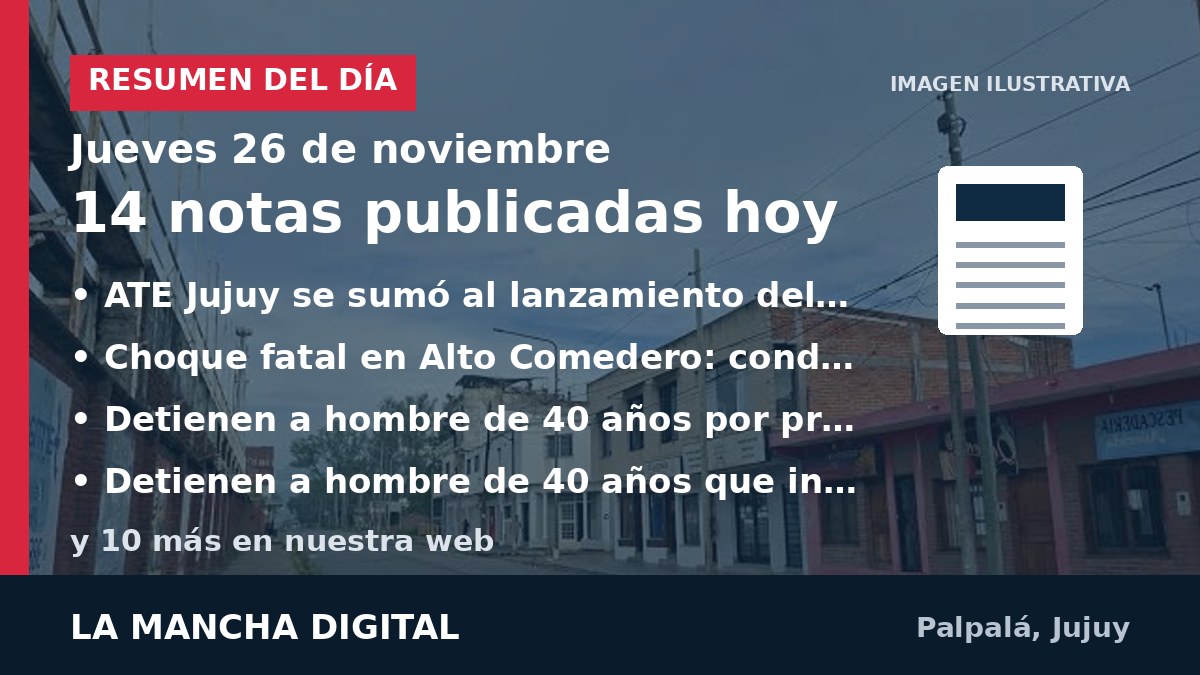 RESUMEN DEL DÍA
IMAGEN ILUSTRATIVA
Jueves 26 de noviembre
14 notas publicadas hoy
• ATE Jujuy se sumó al lanzamiento del...
• Choque fatal en Alto Comedero: cond...
• Detienen a hombre de 40 años por pr...
• Detienen a hombre de 40 años que in...
y 10 más en nuestra web
PESCADERIA
LA MANCHA DIGITAL
Palpalá, Jujuy